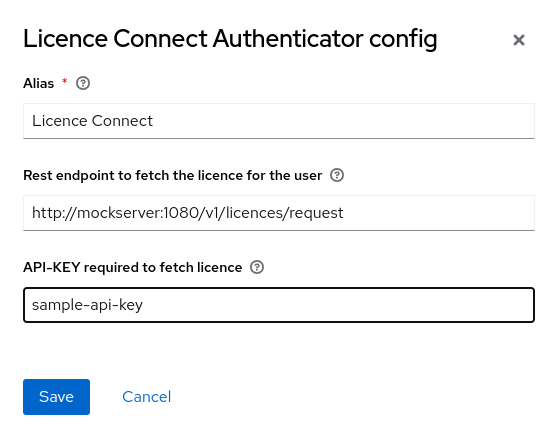 Licence Connect Authenticator config
Alias *
Licence Connect
Rest endpoint to fetch the licence for the user
http://mockserver:1080/v1/licences/request
API-KEY required to fetch licence
sample-api-key
Save Cancel